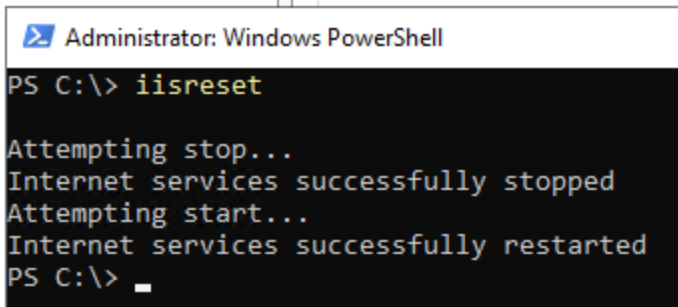 Administrator: Windows PowerShell
PS C:\> iisreset
Attempting stop...
Internet services successfully stopped
Attempting start...
Internet services successfully restarted
PS C:\>